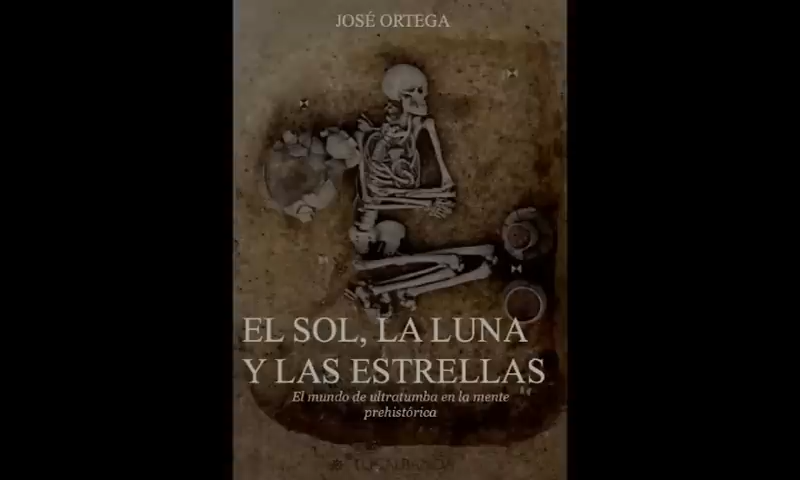 JOSÉ ORTEGA
EL SOL, LA LUNA
Y LAS ESTRELLAS
El mundo de ultratumba en la mente
prehistórica